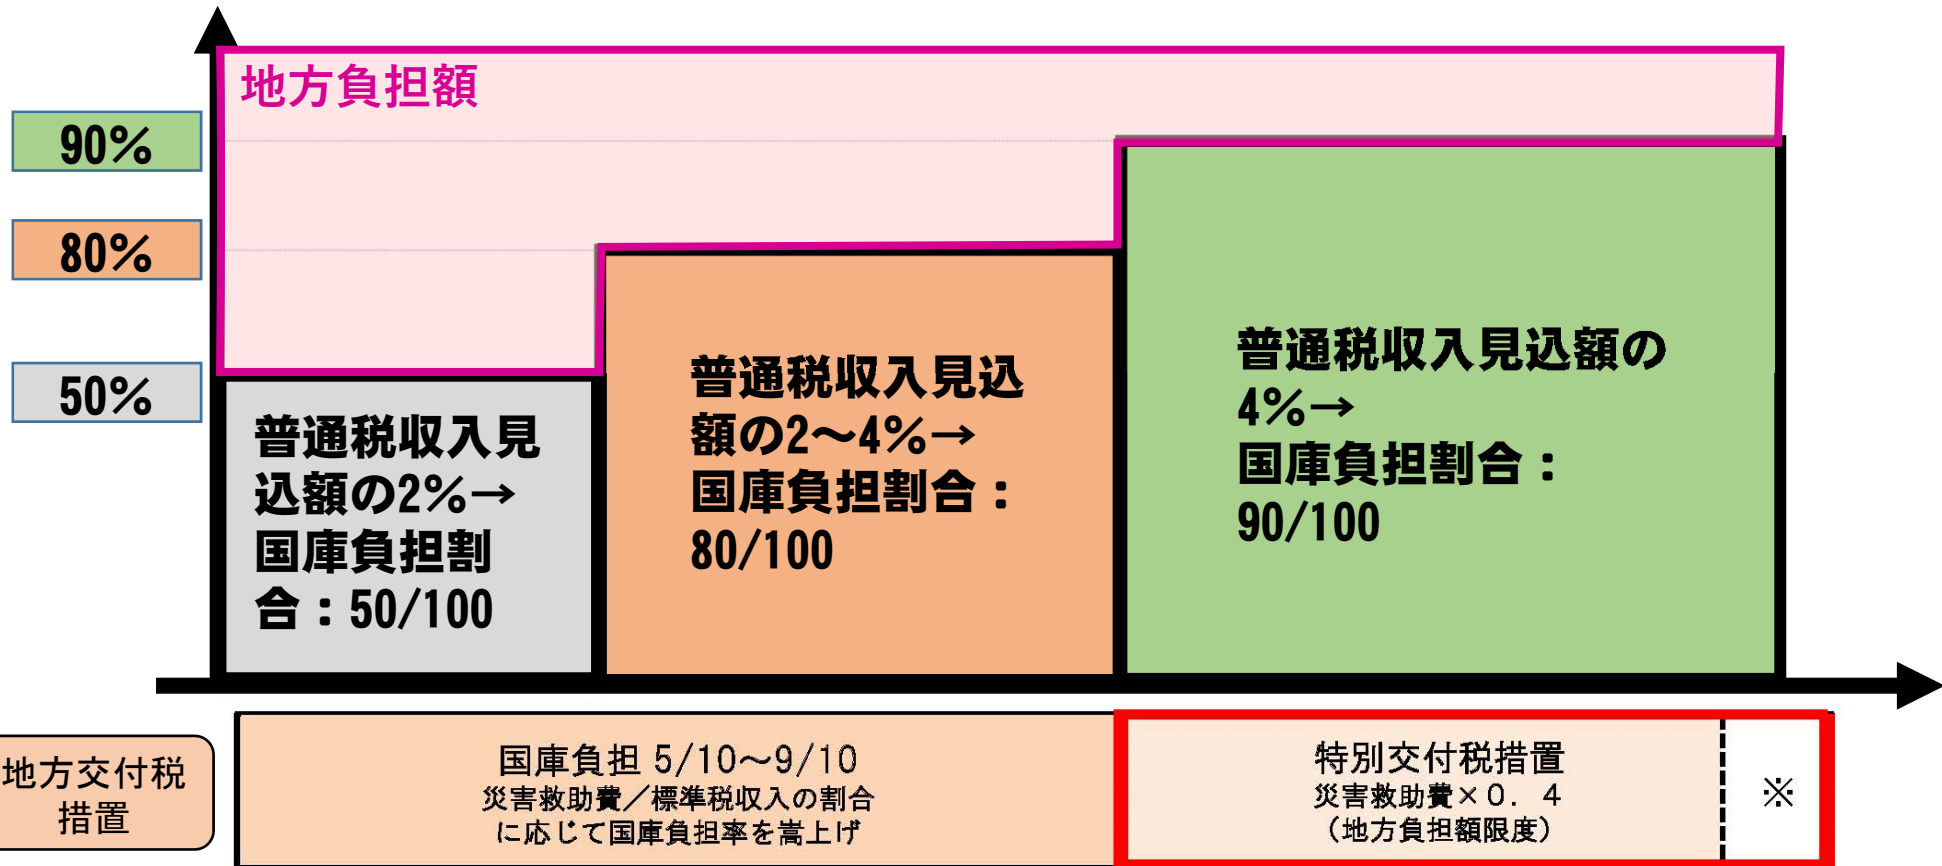 地方負担額
90%
80%
50%
普通税収入見
込額の2%→
国庫負担割
合：50/100
普通税収入見込
額の2～4%→
国庫負担割合：
80/100
普通税収入見込額の
4%→
国庫負担割合：
90/100
地方交付税
措置
国庫負担 5/10～9/10
災害救助費／標準税収入の割合
に応じて国庫負担率を嵩上げ
特別交付税措置
災害救助費×０．４
（地方負担額限度）
※